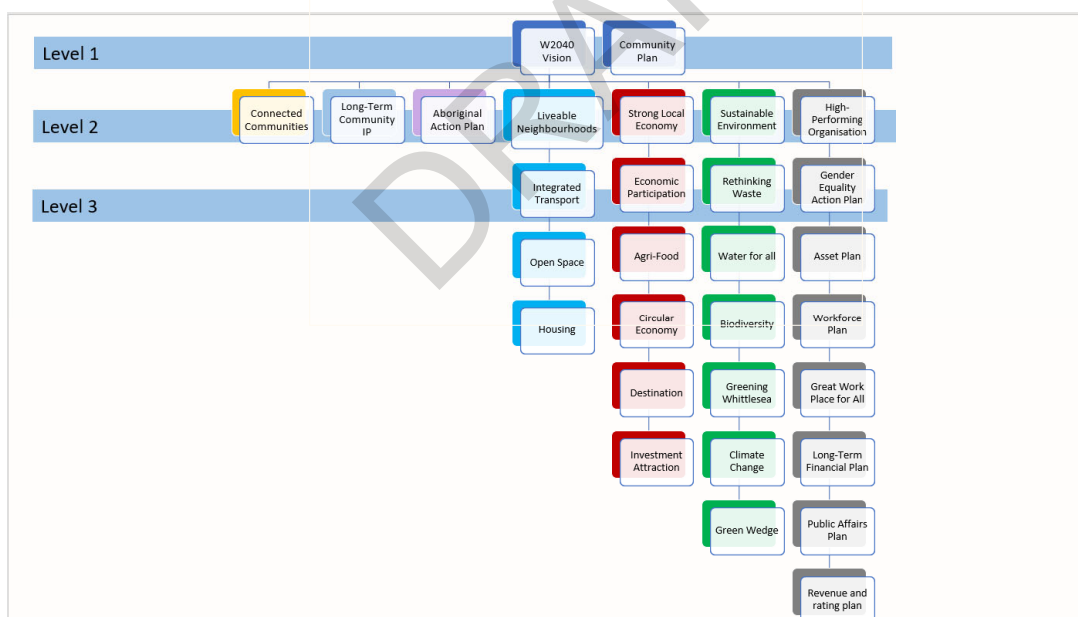 DRAFT
Level 1
W2040
Vision
Community
Plan
Level 2
Connected
Communities
Long-Term
Community
IP
Aboriginal
Action Plan
Liveable
Neighbourhoods
Strong Local
Economy
Sustainable
Environment
High-
Performing
Organisation
Level 3
Integrated
Transport
Economic
Participation
Rethinking
Waste
Gender
Equality
Action Plan
Open Space
Agri-Food
Water for all
Asset Plan
Housing
Circular
Economy
Biodiversity
Workforce
Plan
Destination
Greening
Whittlesea
Great Work
Place for All
Investment
Attraction
Climate
Change
Long-Term
Financial Plan
Green Wedge
Public Affairs
Plan
Revenue and
rating plan